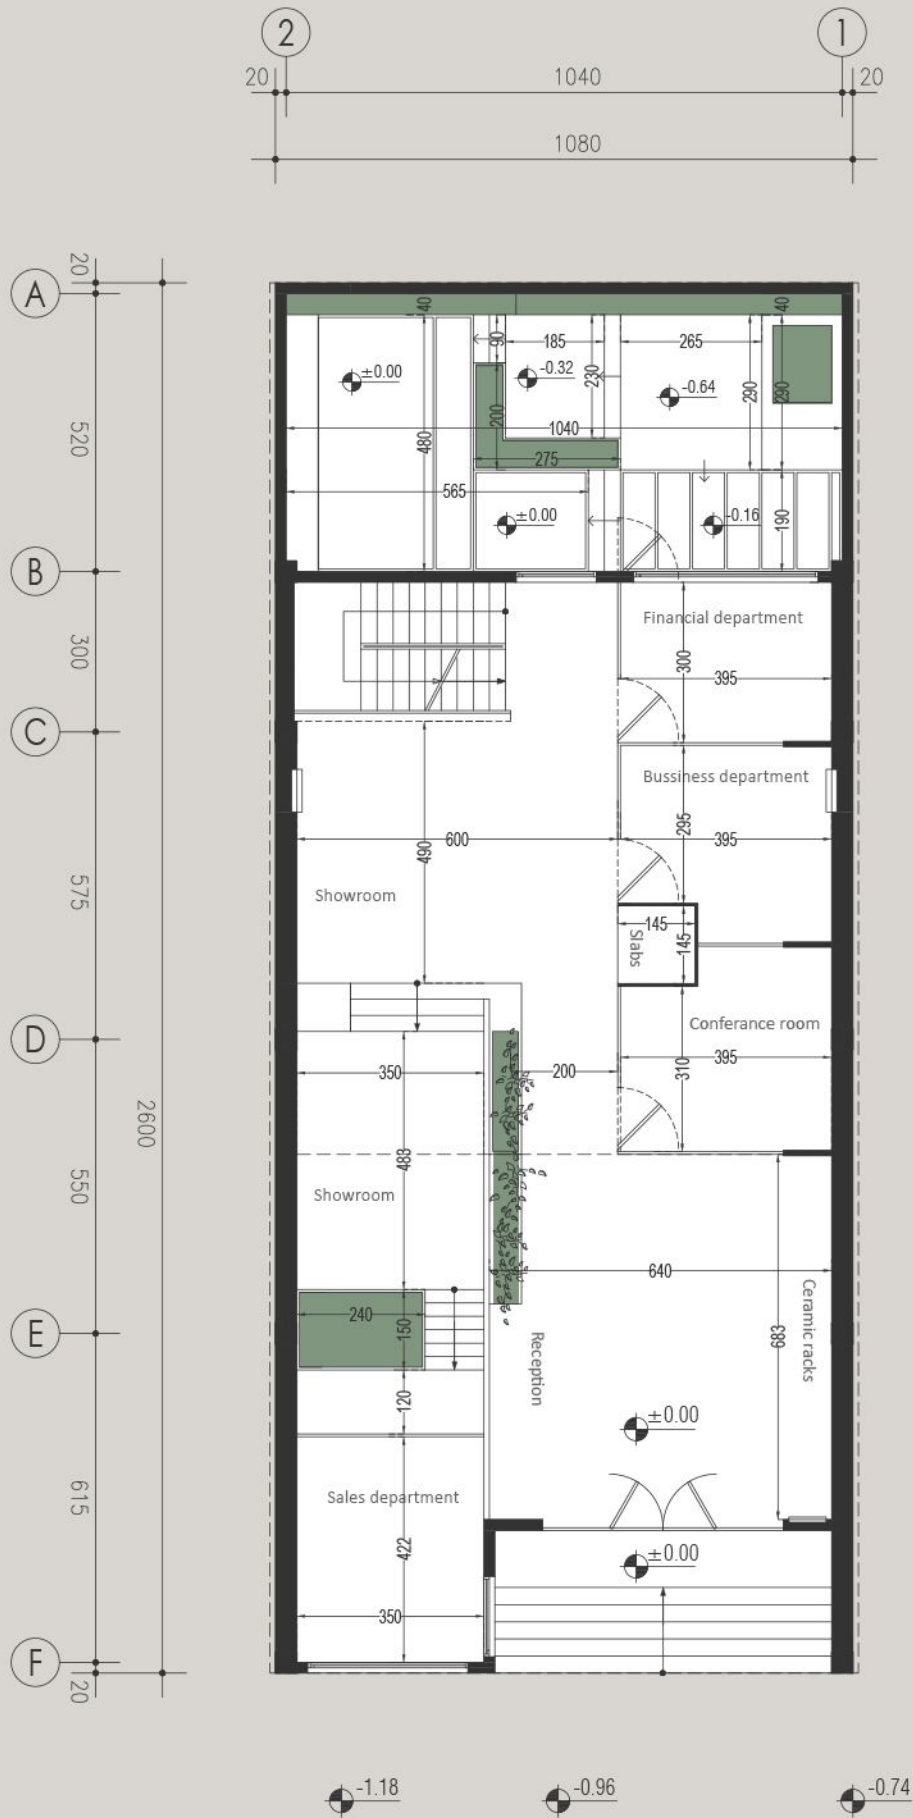 2 1
20 1040 20
1080
20
A
40 40
90 185 265
±0.00 -0.32 230 -0.64 290 260
520
480 200 1040
275
565
±0.00 -0.16 190
B
Financial department
300 300
395
C
Bussiness department
295
600 490 395
575
Showroom
145
Slabs 145
Conferance room
D
350 200 310 395
2600
483
550
Showroom
640
240 150 Reception 683 Ceramic racks
E
120
±0.00
615
Sales department
422 ±0.00
350
F
20
-1.18 -0.96 -0.74